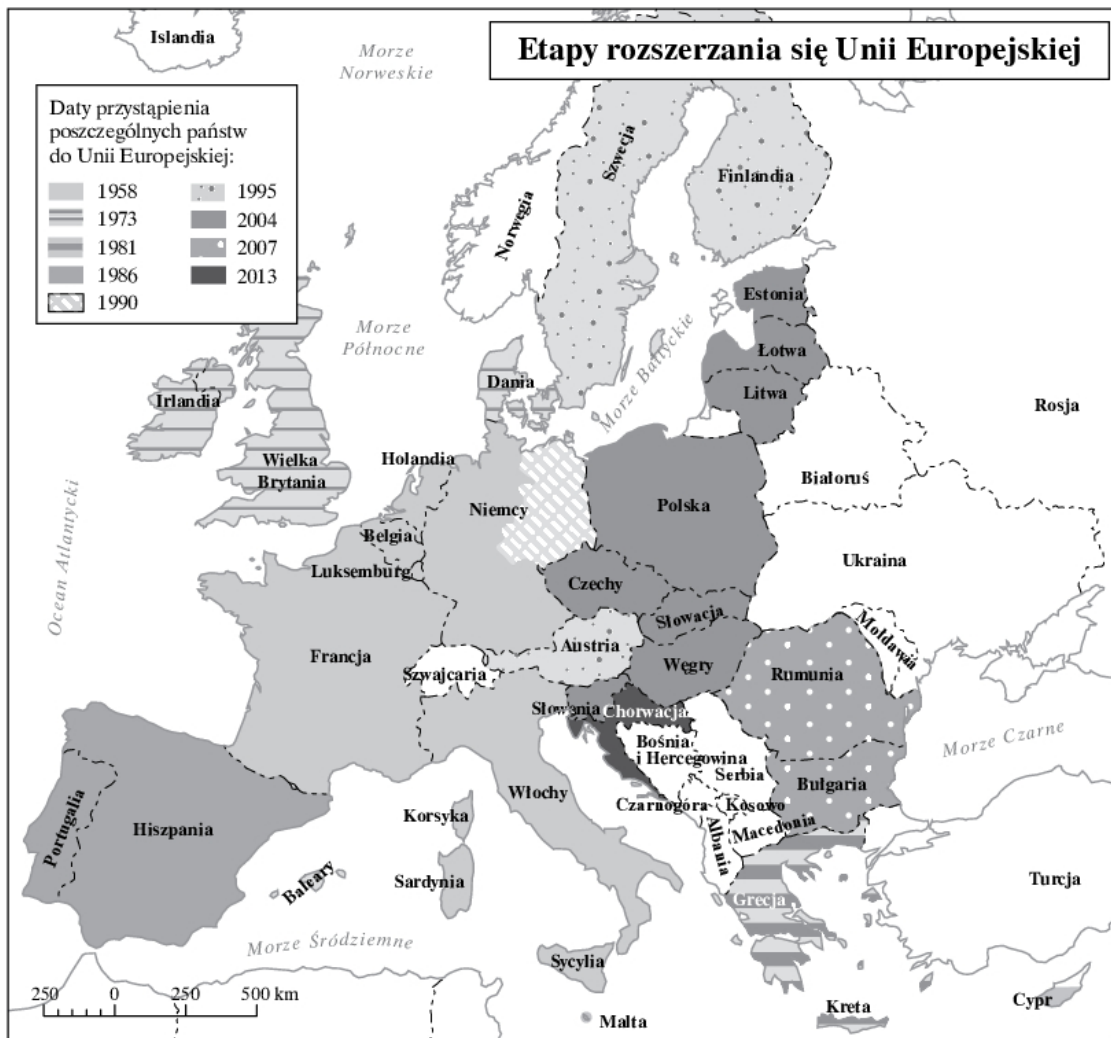 Islandia
Morze
Norweskie
Etapy rozszerzania się Unii Europejskiej
Daty przystąpienia
poszczególnych państw
do Unii Europejskiej:
1958
1973
1981
1986
1990
1995
2004
2007
2013
Szwecja
Finlandia
Norwegia
Morze
Północne
Morze Bałtyckie
Estonia
Łotwa
Litwa
Rosja
Dania
Irlandia
Wielka
Brytania
Holandia
Niemcy
Polska
Białoruś
Ocean Atlantycki
Belgia
Luksemburg
Ukraina
Czechy
Słowacja
Mołdawia
Francja
Szwajcaria
Austria
Węgry
Rumunia
Słowenia
Chorwacja
Bośnia
i Hercegowina
Serbia
Morze Czarne
Włochy
Czarnogóra
Kosowo
Bułgaria
Macedonia
Albania
Portugalia
Hiszpania
Korsyka
Baleary
Sardynia
Grecja
Turcja
Morze Śródziemne
Sycylia
250 0 250 500 km
Malta
Kreta
Cypr